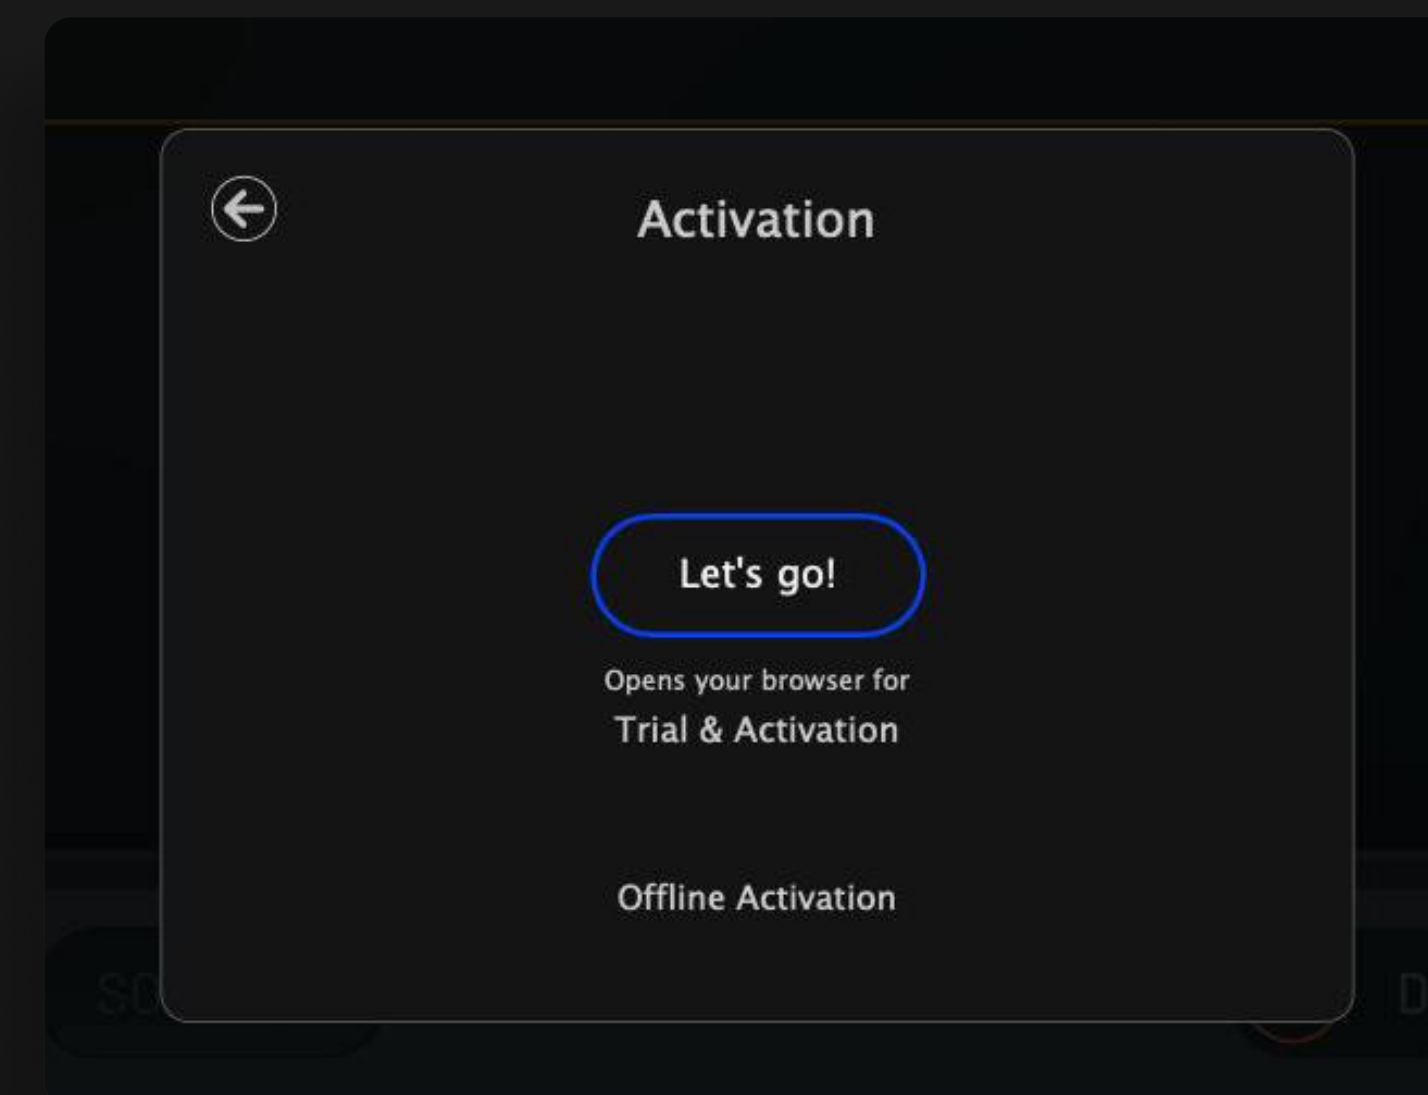 Activation
Let's go!
Opens your browser for
Trial & Activation
Offline Activation